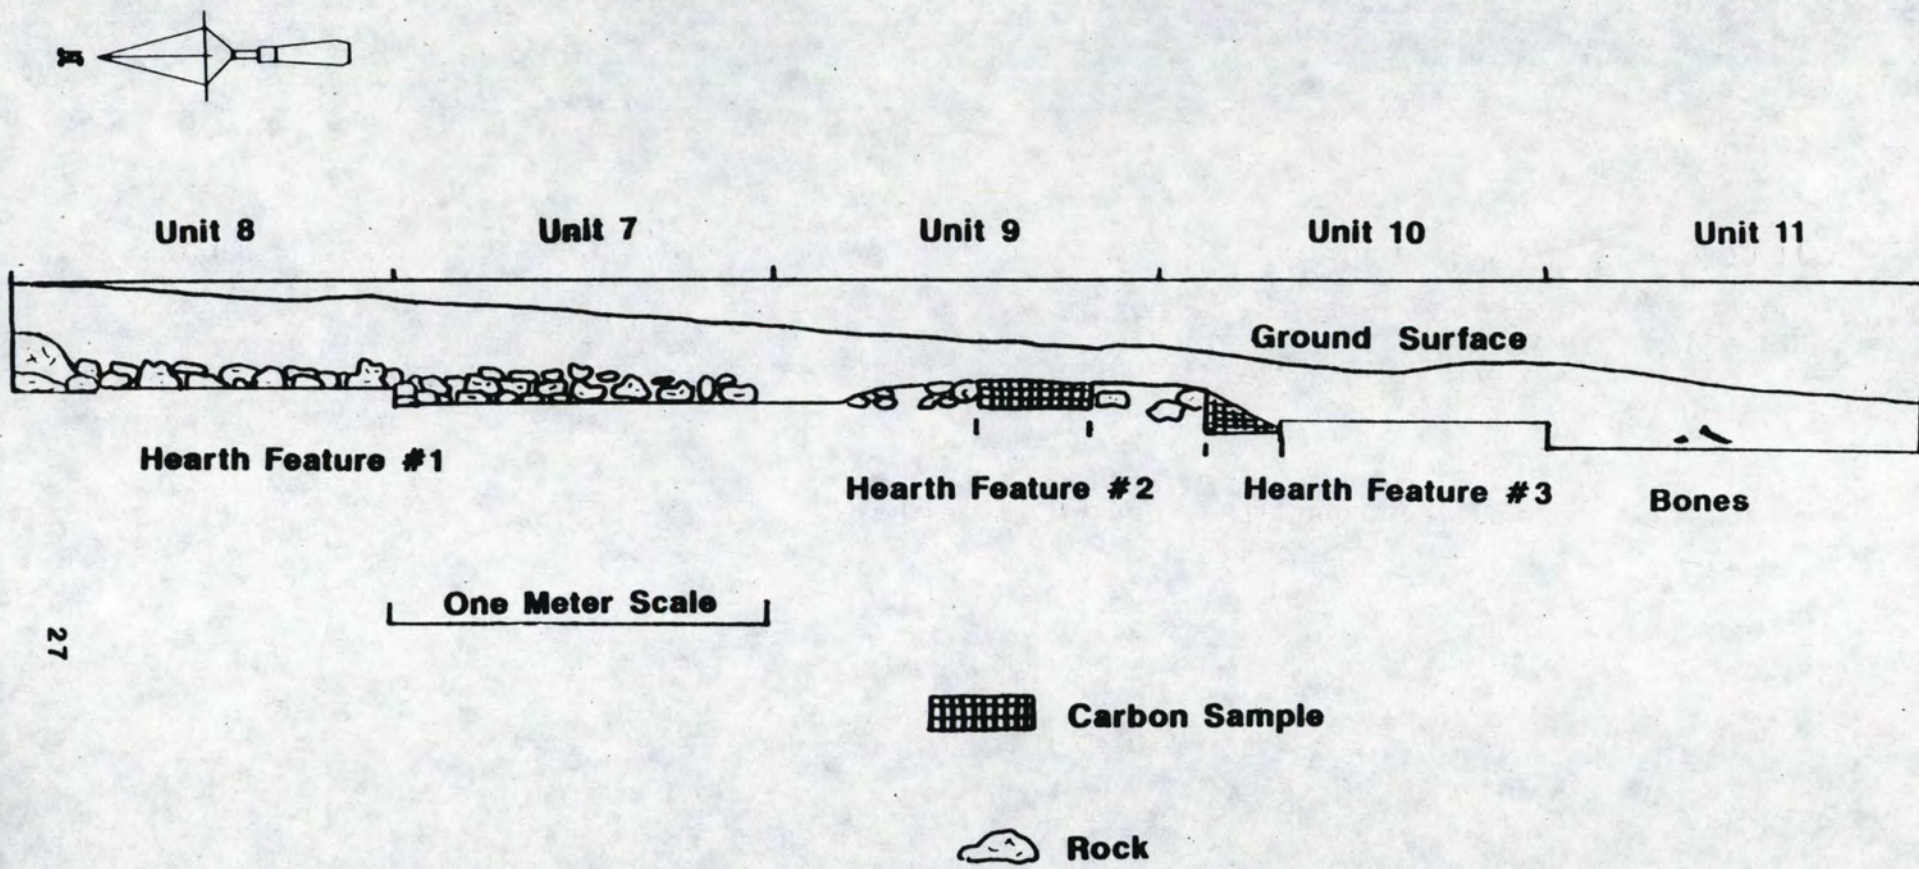 Unit 8
Unit 7
Unit 9
Unit 10
Unit 11
Ground Surface
Hearth Feature #1
Hearth Feature #2
Hearth Feature #3
Bones
One Meter Scale
27
Carbon Sample
Rock